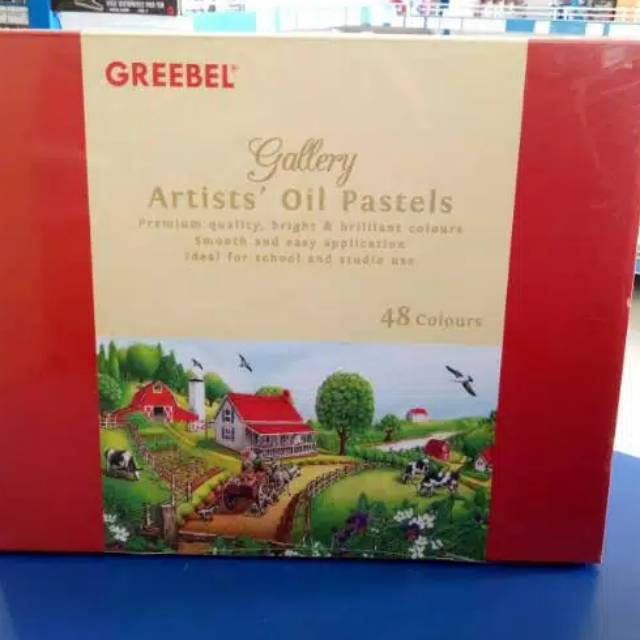 GREEBEL®
Gallery
Artists' Oil Pastels
Premium quality, bright & brilliant colours
Smooth and easy application
Ideal for school and studio use
48 Colours